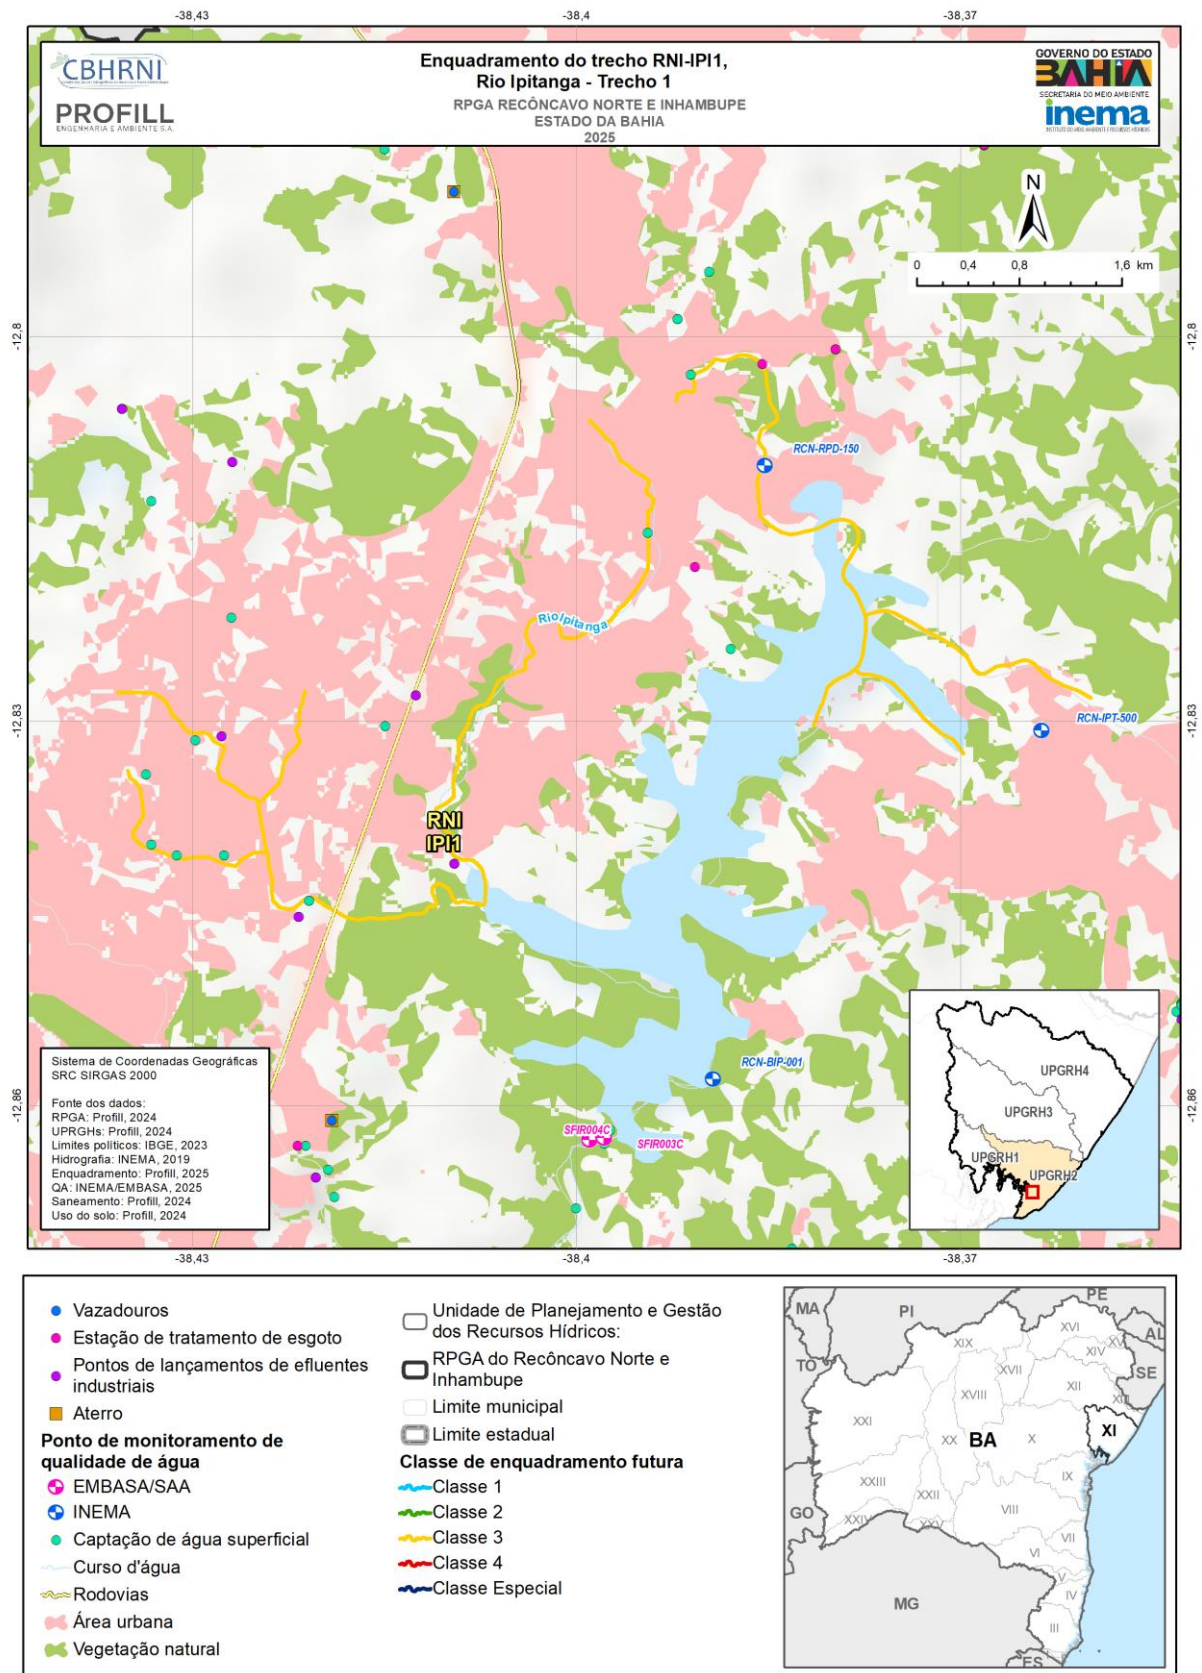 -38,43
-38,4
-38,37
CBHRNI
PROFILL
ENGENHARIA E AMBIENTE S.A.
Enquadramento do trecho RNI-IPI1,
Rio Ipitanga - Trecho 1
RPGA RECÔNCAVO NORTE E INHAMBUPE
ESTADO DA BAHIA
2025
GOVERNO DO ESTADO
BAHIA
SECRETARIA DO MEIO AMBIENTE
inema
INSTITUTO DO MEIO AMBIENTE E RECURSOS HÍDRICOS
N
0 0,4 0,8 1,6 km
-12,8
-12,8
RCN-RPD-150
Rio Ipitanga
-12,83
-12,83
RCN-IPT-500
RNI
IPI1
RCN-BIP-001
-12,86
-12,86
SFIR004C
SFIR003C
Sistema de Coordenadas Geográficas
SRC SIRGAS 2000
Fonte dos dados:
RPGA: Profill, 2024
UPRGHs: Profill, 2024
Limites políticos: IBGE, 2023
Hidrografia: INEMA, 2019
Enquadramento: Profill, 2025
QA: INEMA/EMBASA, 2025
Saneamento: Profill, 2024
Uso do solo: Profill, 2024
UPGRH4
UPGRH3
UPGRH1
UPGRH2
-38,43
-38,4
-38,37
Vazadouros
Estação de tratamento de esgoto
Pontos de lançamentos de efluentes
industriais
Aterro
Ponto de monitoramento de
qualidade de água
EMBASA/SAA
INEMA
Captação de água superficial
Curso d'água
Rodovias
Área urbana
Vegetação natural
Unidade de Planejamento e Gestão
dos Recursos Hídricos:
RPGA do Recôncavo Norte e
Inhambupe
Limite municipal
Limite estadual
Classe de enquadramento futura
Classe 1
Classe 2
Classe 3
Classe 4
Classe Especial
MA
PI
PE
AL
TO
SE
XVI
XV
XIX
XIV
XVII
XII
XVIII
XIII
XXI
XI
XX
BA
X
IX
XXIII
XXII
VIII
GO
XXIV
XXV
VII
VI
V
IV
MG
III
ES